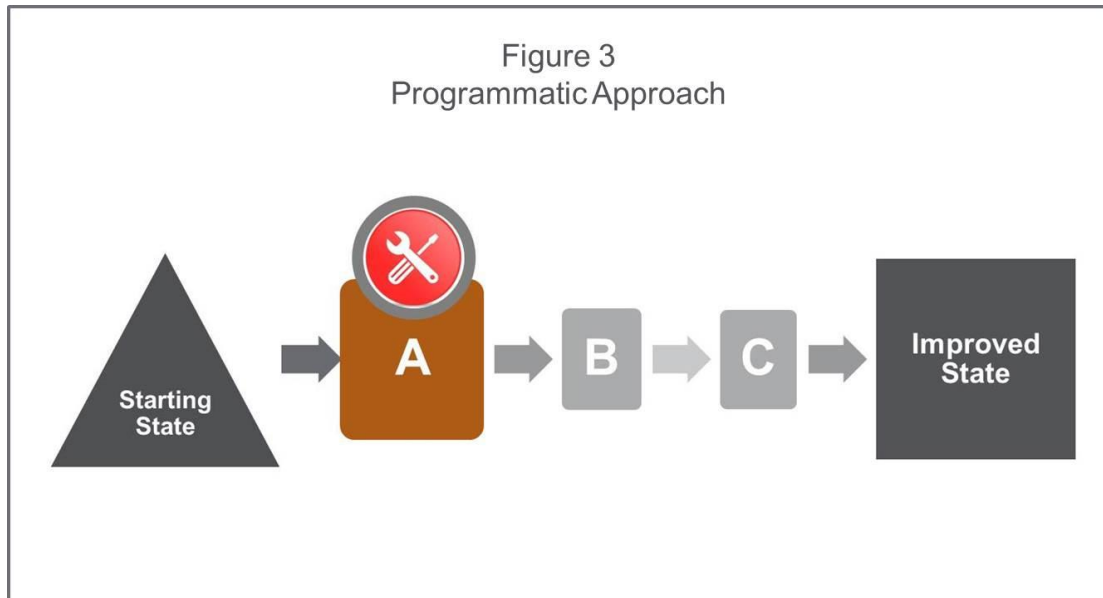 Figure 3
Programmatic Approach
Starting
State
A
B
C
Improved
State